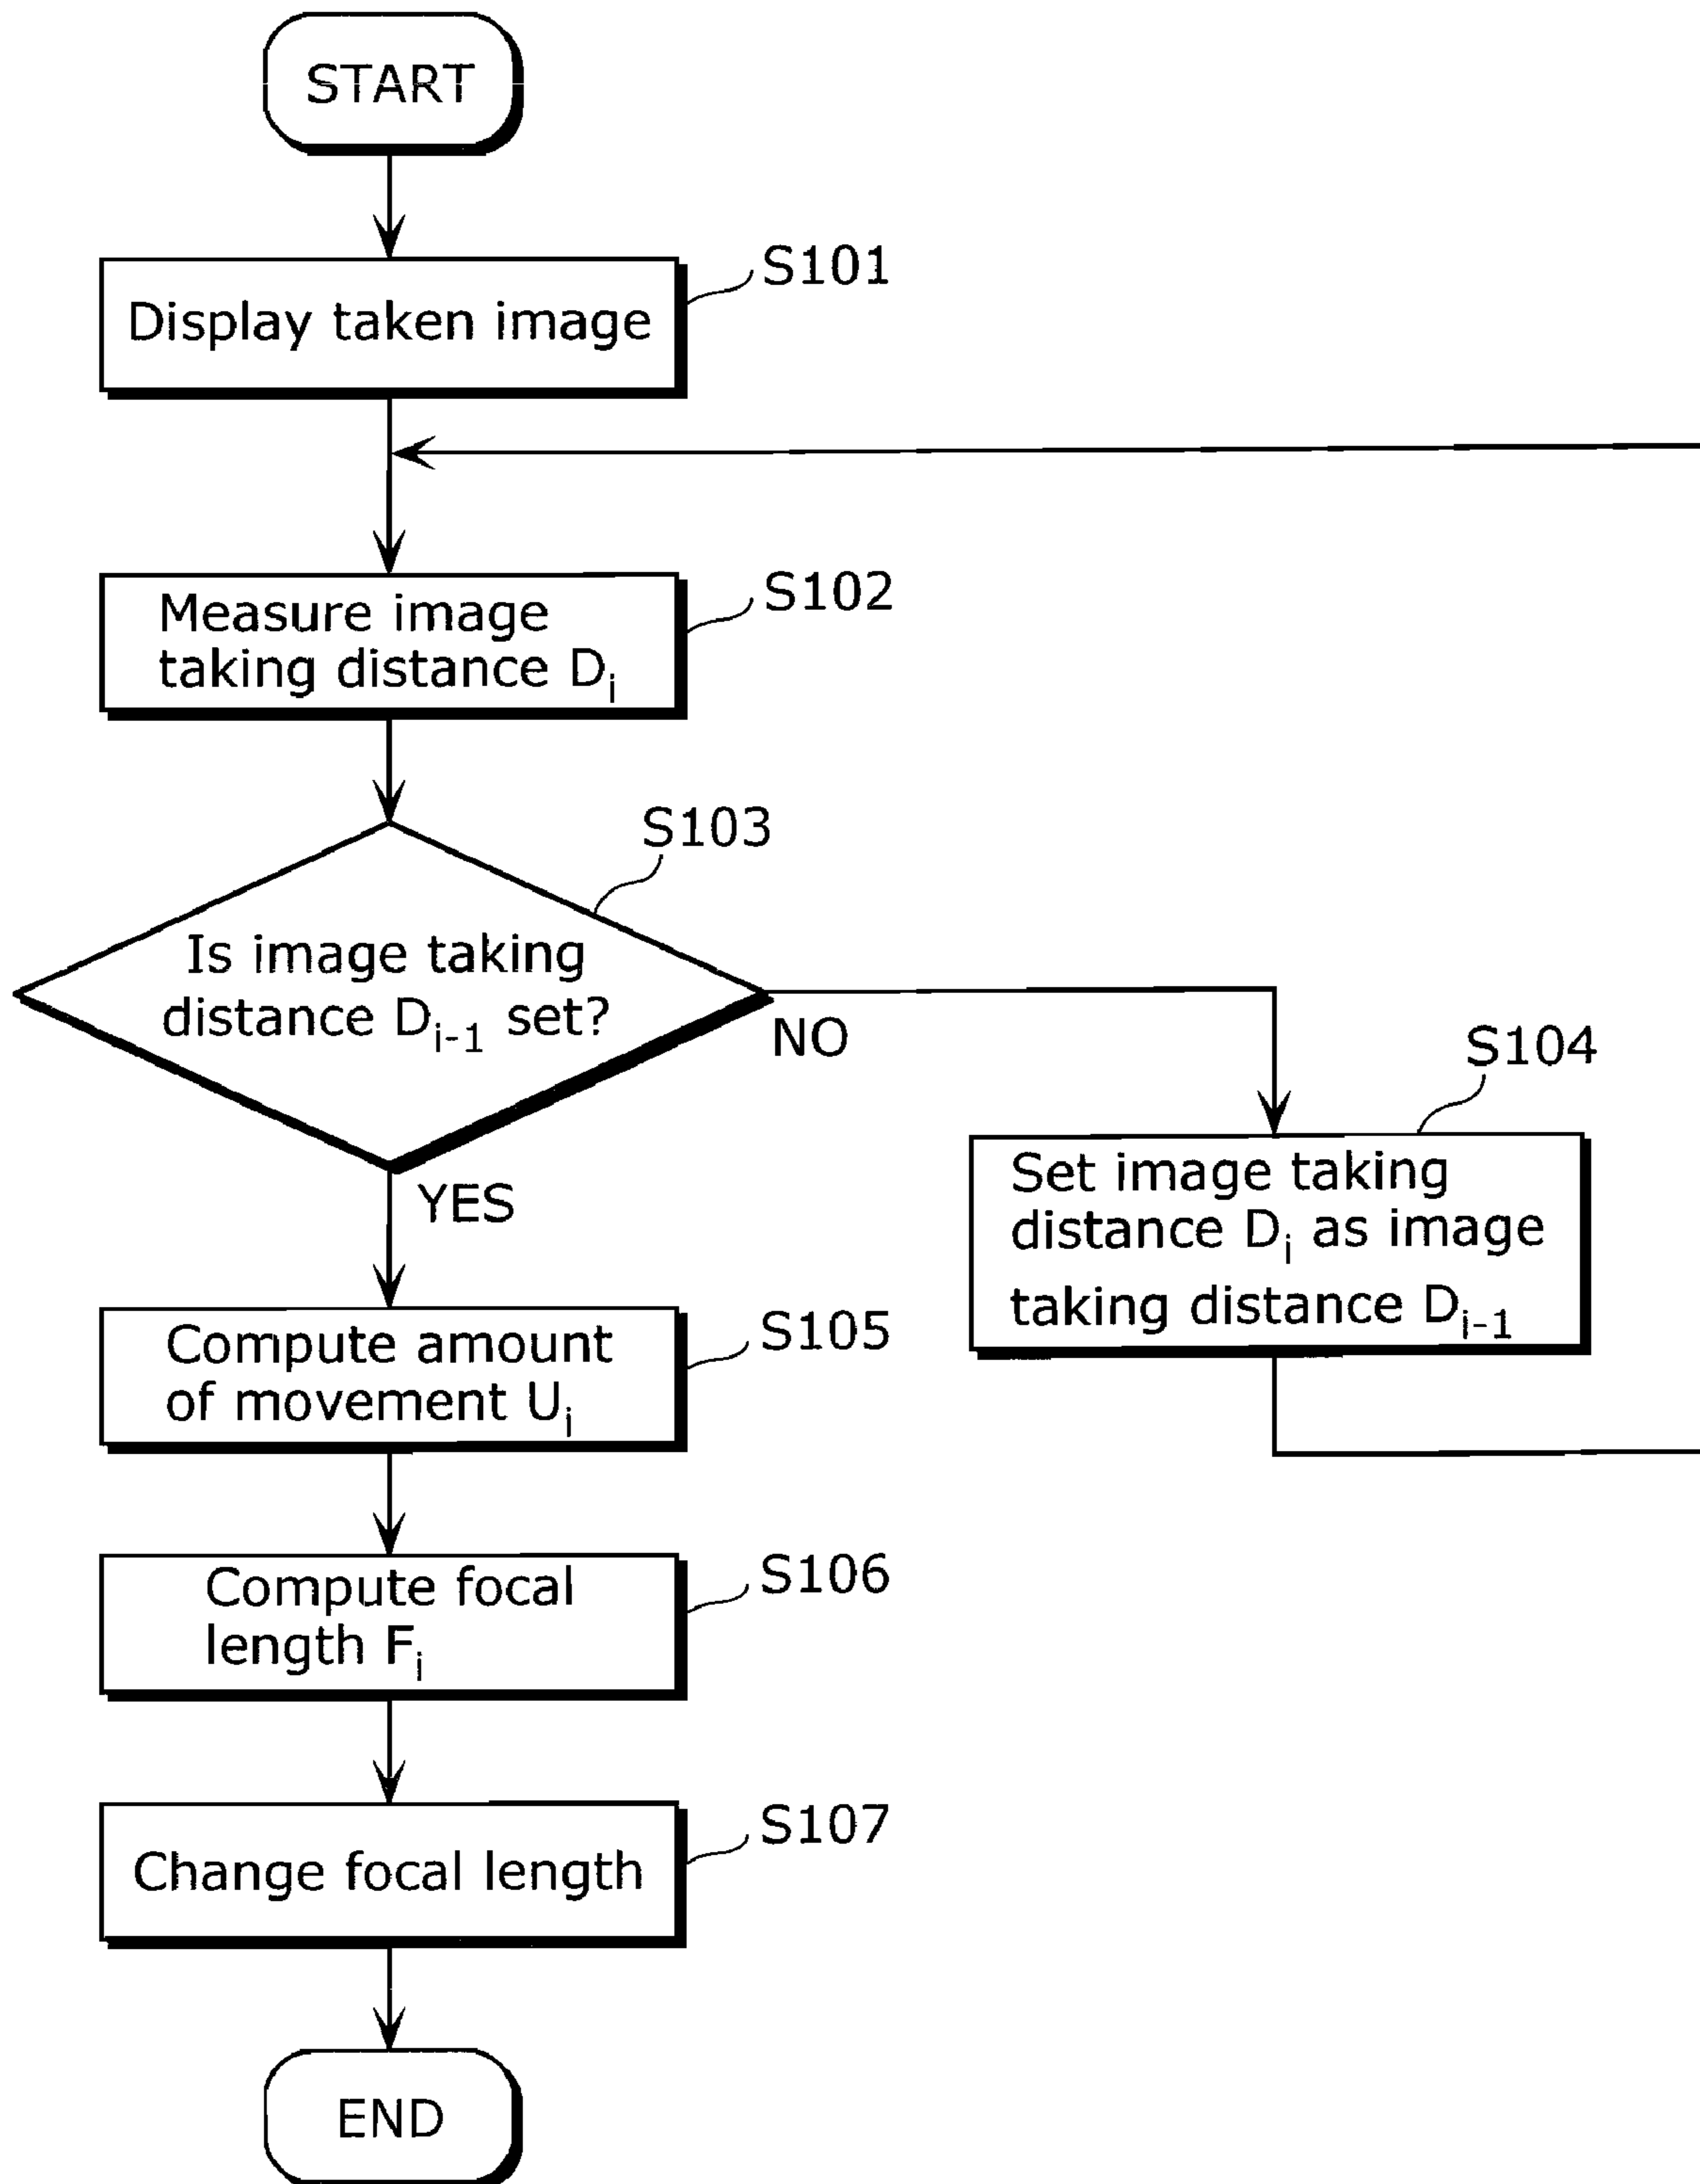 START
S101
Display taken image
S102
Measure image
taking distance Di
S103
Is image taking
distance Di-1 set?
NO
YES
S104
Set image taking
distance Di as image
taking distance Di-1
S105
Compute amount
of movement Ui
S106
Compute focal
length Fi
S107
Change focal length
END